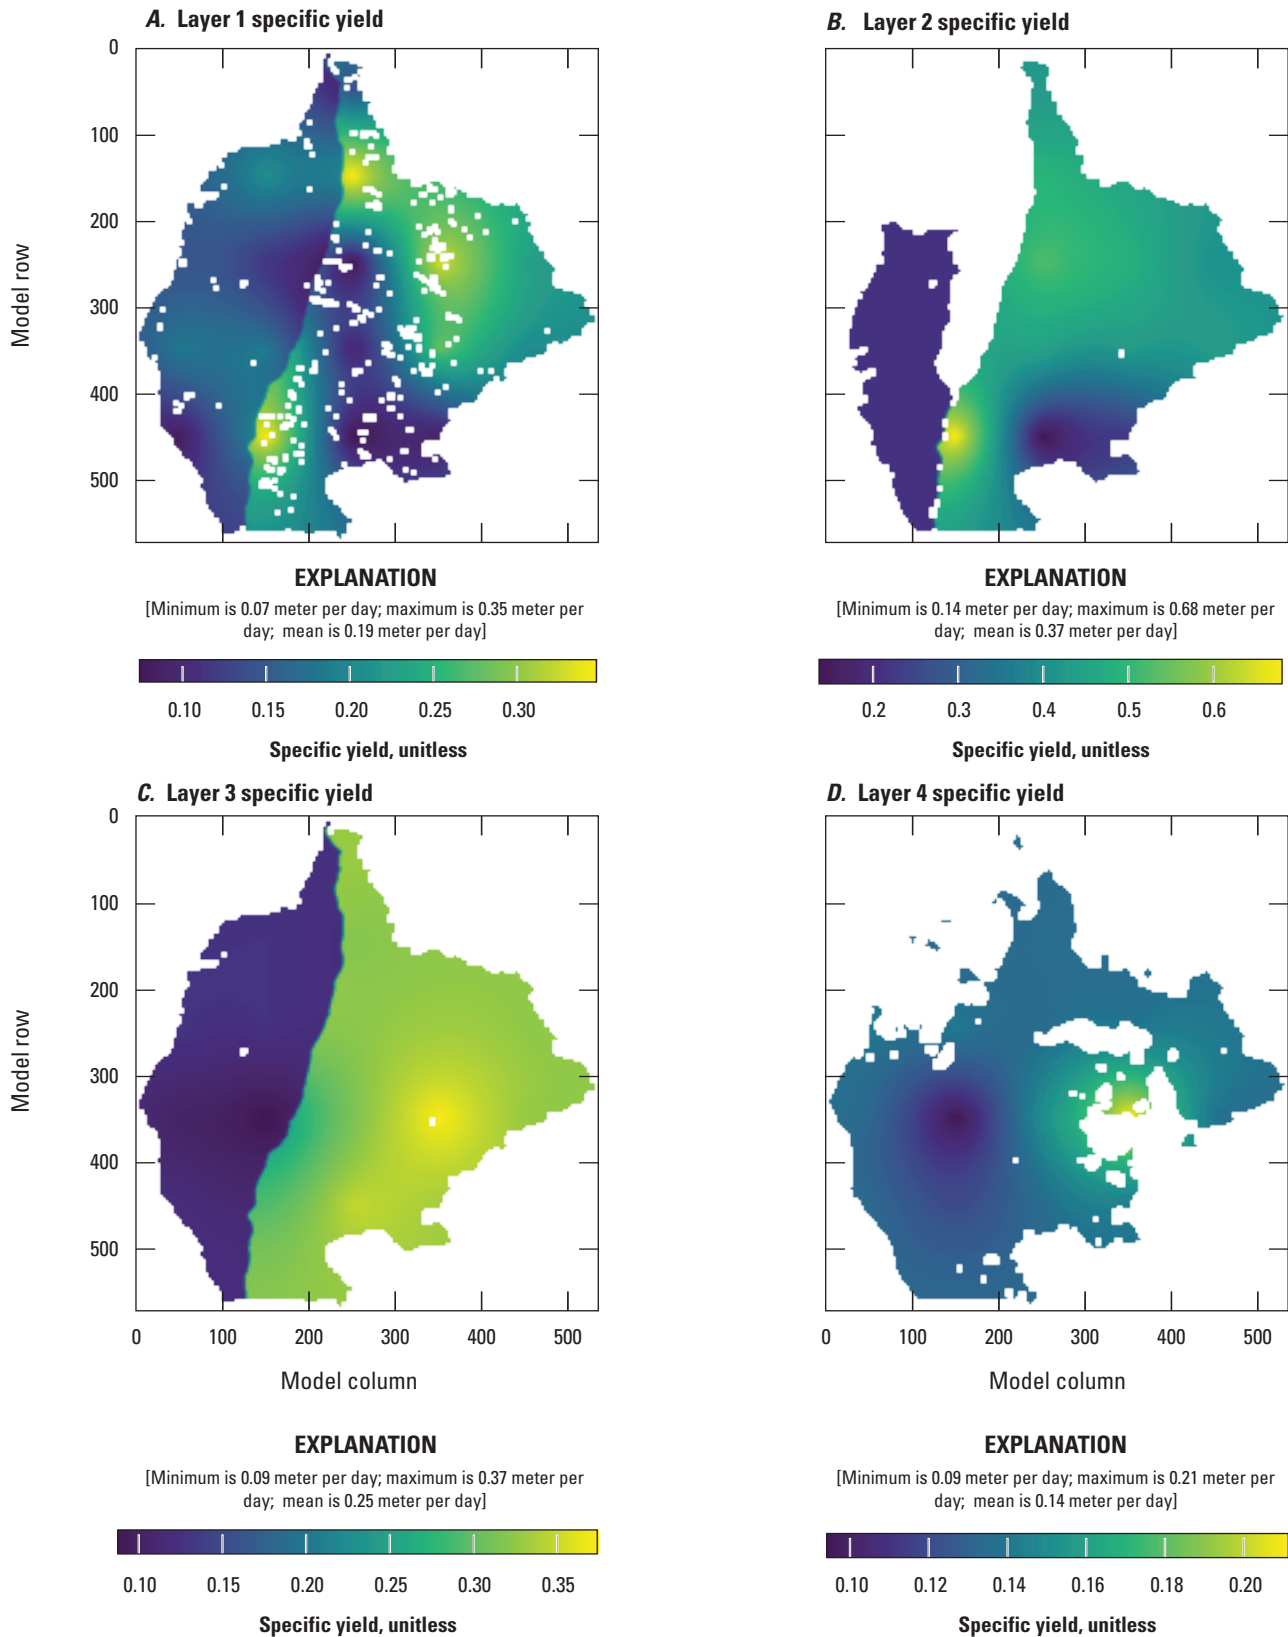 A. Layer 1 specific yield
B. Layer 2 specific yield
0
100
200
300
400
500
Model row
EXPLANATION
[Minimum is 0.07 meter per day; maximum is 0.35 meter per
day; mean is 0.19 meter per day]
0.10 0.15 0.20 0.25 0.30
Specific yield, unitless
EXPLANATION
[Minimum is 0.14 meter per day; maximum is 0.68 meter per
day; mean is 0.37 meter per day]
0.2 0.3 0.4 0.5 0.6
Specific yield, unitless
C. Layer 3 specific yield
D. Layer 4 specific yield
0
100
200
300
400
500
Model row
0 100 200 300 400 500
Model column
0 100 200 300 400 500
Model column
EXPLANATION
[Minimum is 0.09 meter per day; maximum is 0.37 meter per
day; mean is 0.25 meter per day]
0.10 0.15 0.20 0.25 0.30 0.35
Specific yield, unitless
EXPLANATION
[Minimum is 0.09 meter per day; maximum is 0.21 meter per
day; mean is 0.14 meter per day]
0.10 0.12 0.14 0.16 0.18 0.20
Specific yield, unitless